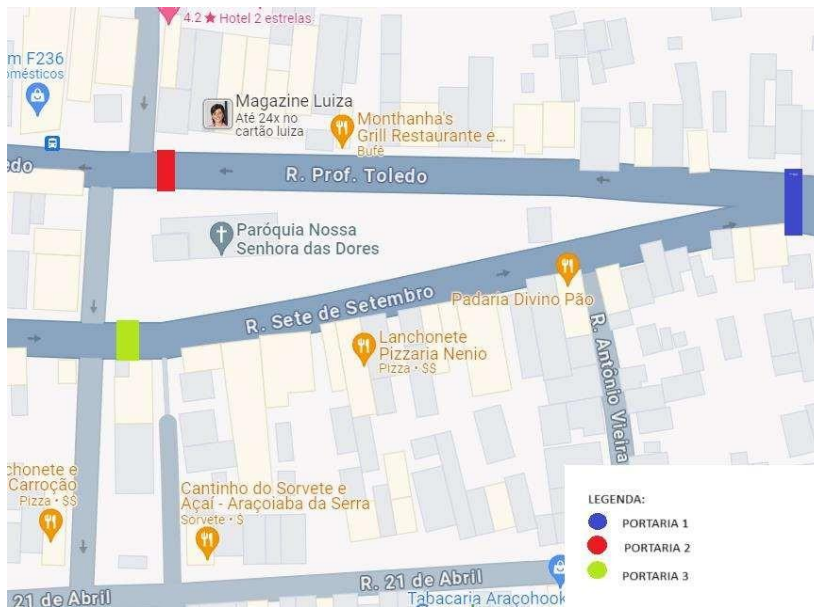 4.2 ★ Hotel 2 estrelas
m F236
omésticos
Magazine Luiza
Até 24x no
cartão luiza
Monthanha's
Grill Restaurante e...
Bufê
edo
R. Prof. Toledo
Paróquia Nossa
Senhora das Dores
R. Sete de Setembro
Padaria Divino Pão
Lanchonete
Pizzaria Nenio
Pizza • $$
R. Antônio Vieira
chonete e
Carroção
Pizza • $$
Cantinho do Sorvete e
Açaí - Araçoiaba da Serra
Sorvete • $
LEGENDA:
PORTARIA 1
PORTARIA 2
PORTARIA 3
21 de Abril
R. 21 de Abril
Tabacaria Araçohook